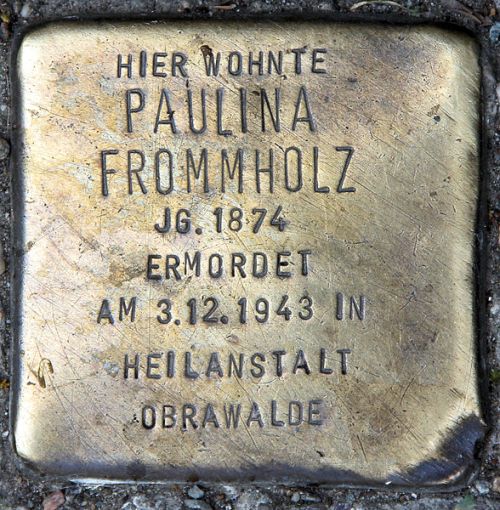 HIER WOHNTE
PAULINA
FROMMHOLZ
JG. 1874
ERMORDET
AM 3.12.1943 IN
HEILANSTALT
OBRAWALDE